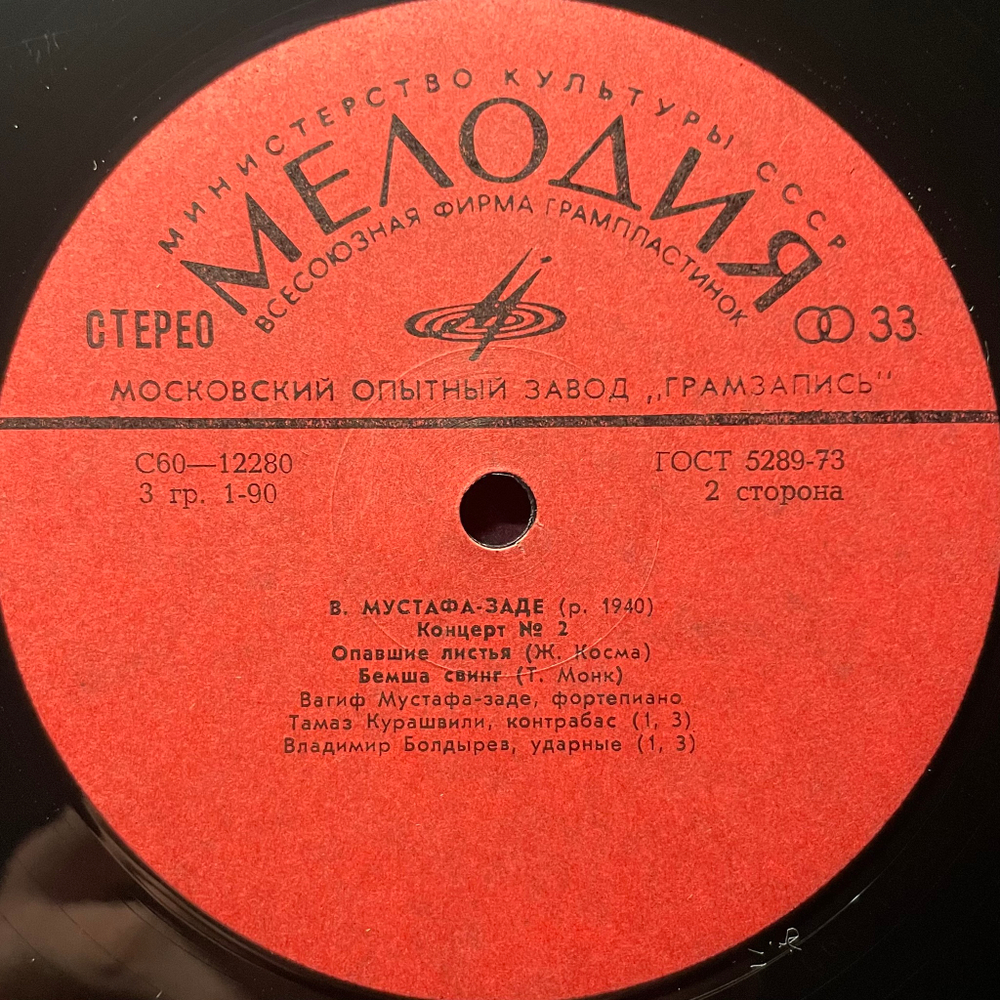 МИНИСТЕРСТВО КУЛЬТУРЫ СССР
МЕЛОДИЯ
ВСЕСОЮЗНАЯ ФИРМА ГРАМПЛАСТИНОК
СТЕРЕО
33
МОСКОВСКИЙ ОПЫТНЫЙ ЗАВОД „ГРАМЗАПИСЬ"
С60—12280
ГОСТ 5289-73
3 гр. 1-90
2 сторона
В. МУСТАФА-ЗАДЕ (р. 1940)
Концерт № 2
Опавшие листья (Ж. Косма)
Бемша свинг (Т. Монк)
Вагиф Мустафа-заде, фортепиано
Тамаз Курашвили, контрабас (1, 3)
Владимир Болдырев, ударные (1, 3)